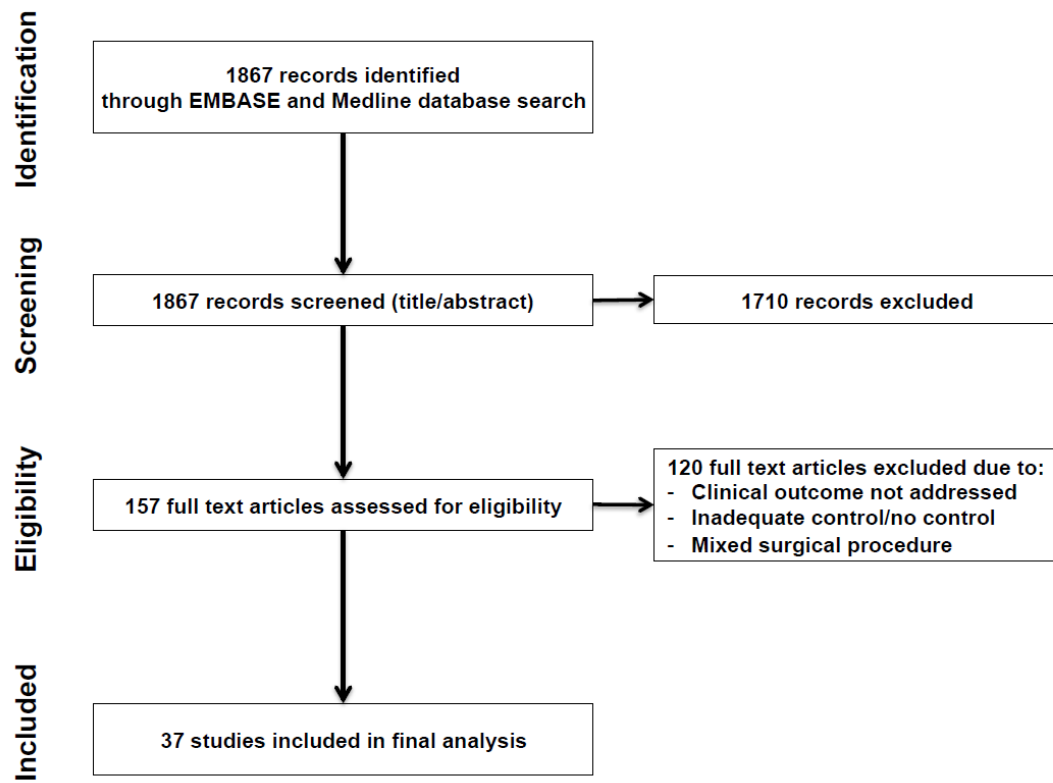 Identification
1867 records identified
through EMBASE and Medline database search
Screening
1867 records screened (title/abstract)
1710 records excluded
Eligibility
157 full text articles assessed for eligibility
120 full text articles excluded due to:
- Clinical outcome not addressed
- Inadequate control/no control
- Mixed surgical procedure
Included
37 studies included in final analysis